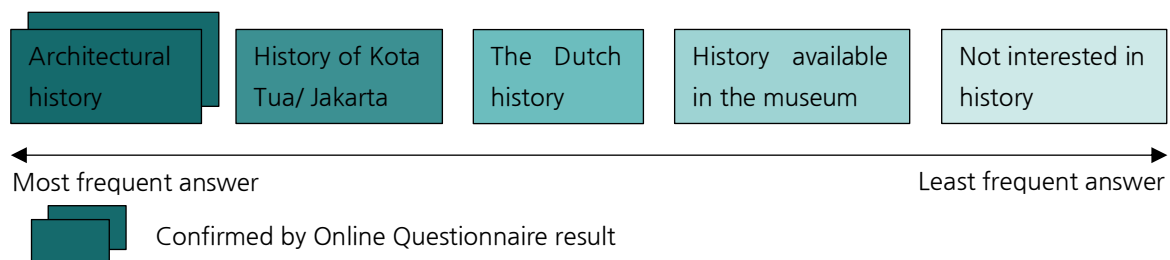 Architectural history
History of Kota Tua/ Jakarta
The Dutch history
History available in the museum
Not interested in history
Most frequent answer
Least frequent answer
Confirmed by Online Questionnaire result